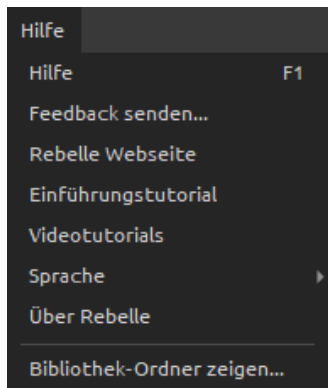 Hilfe
Hilfe F1
Feedback senden...
Rebelle Webseite
Einführungstutorial
Videotutorials
Sprache
Über Rebelle
Bibliothek-Ordner zeigen...